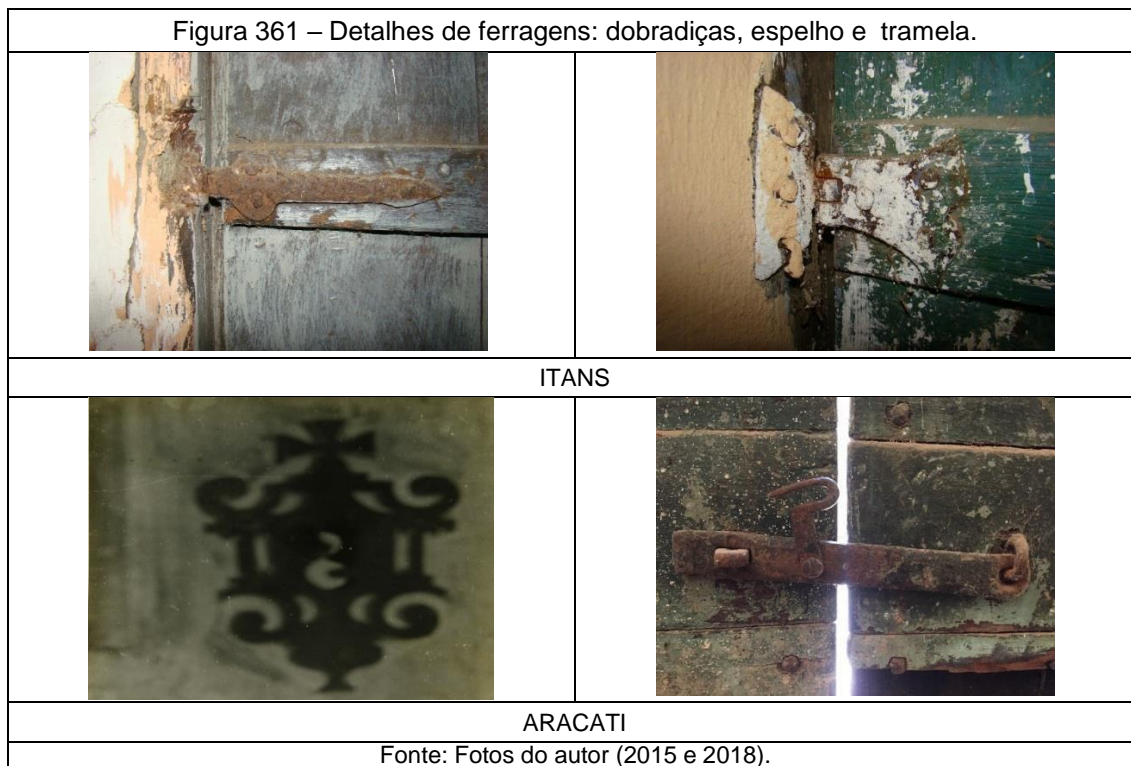 Figura 361 – Detalhes de ferragens: dobradiças, espelho e tramela.
ITANS
ARACATI
Fonte: Fotos do autor (2015 e 2018).